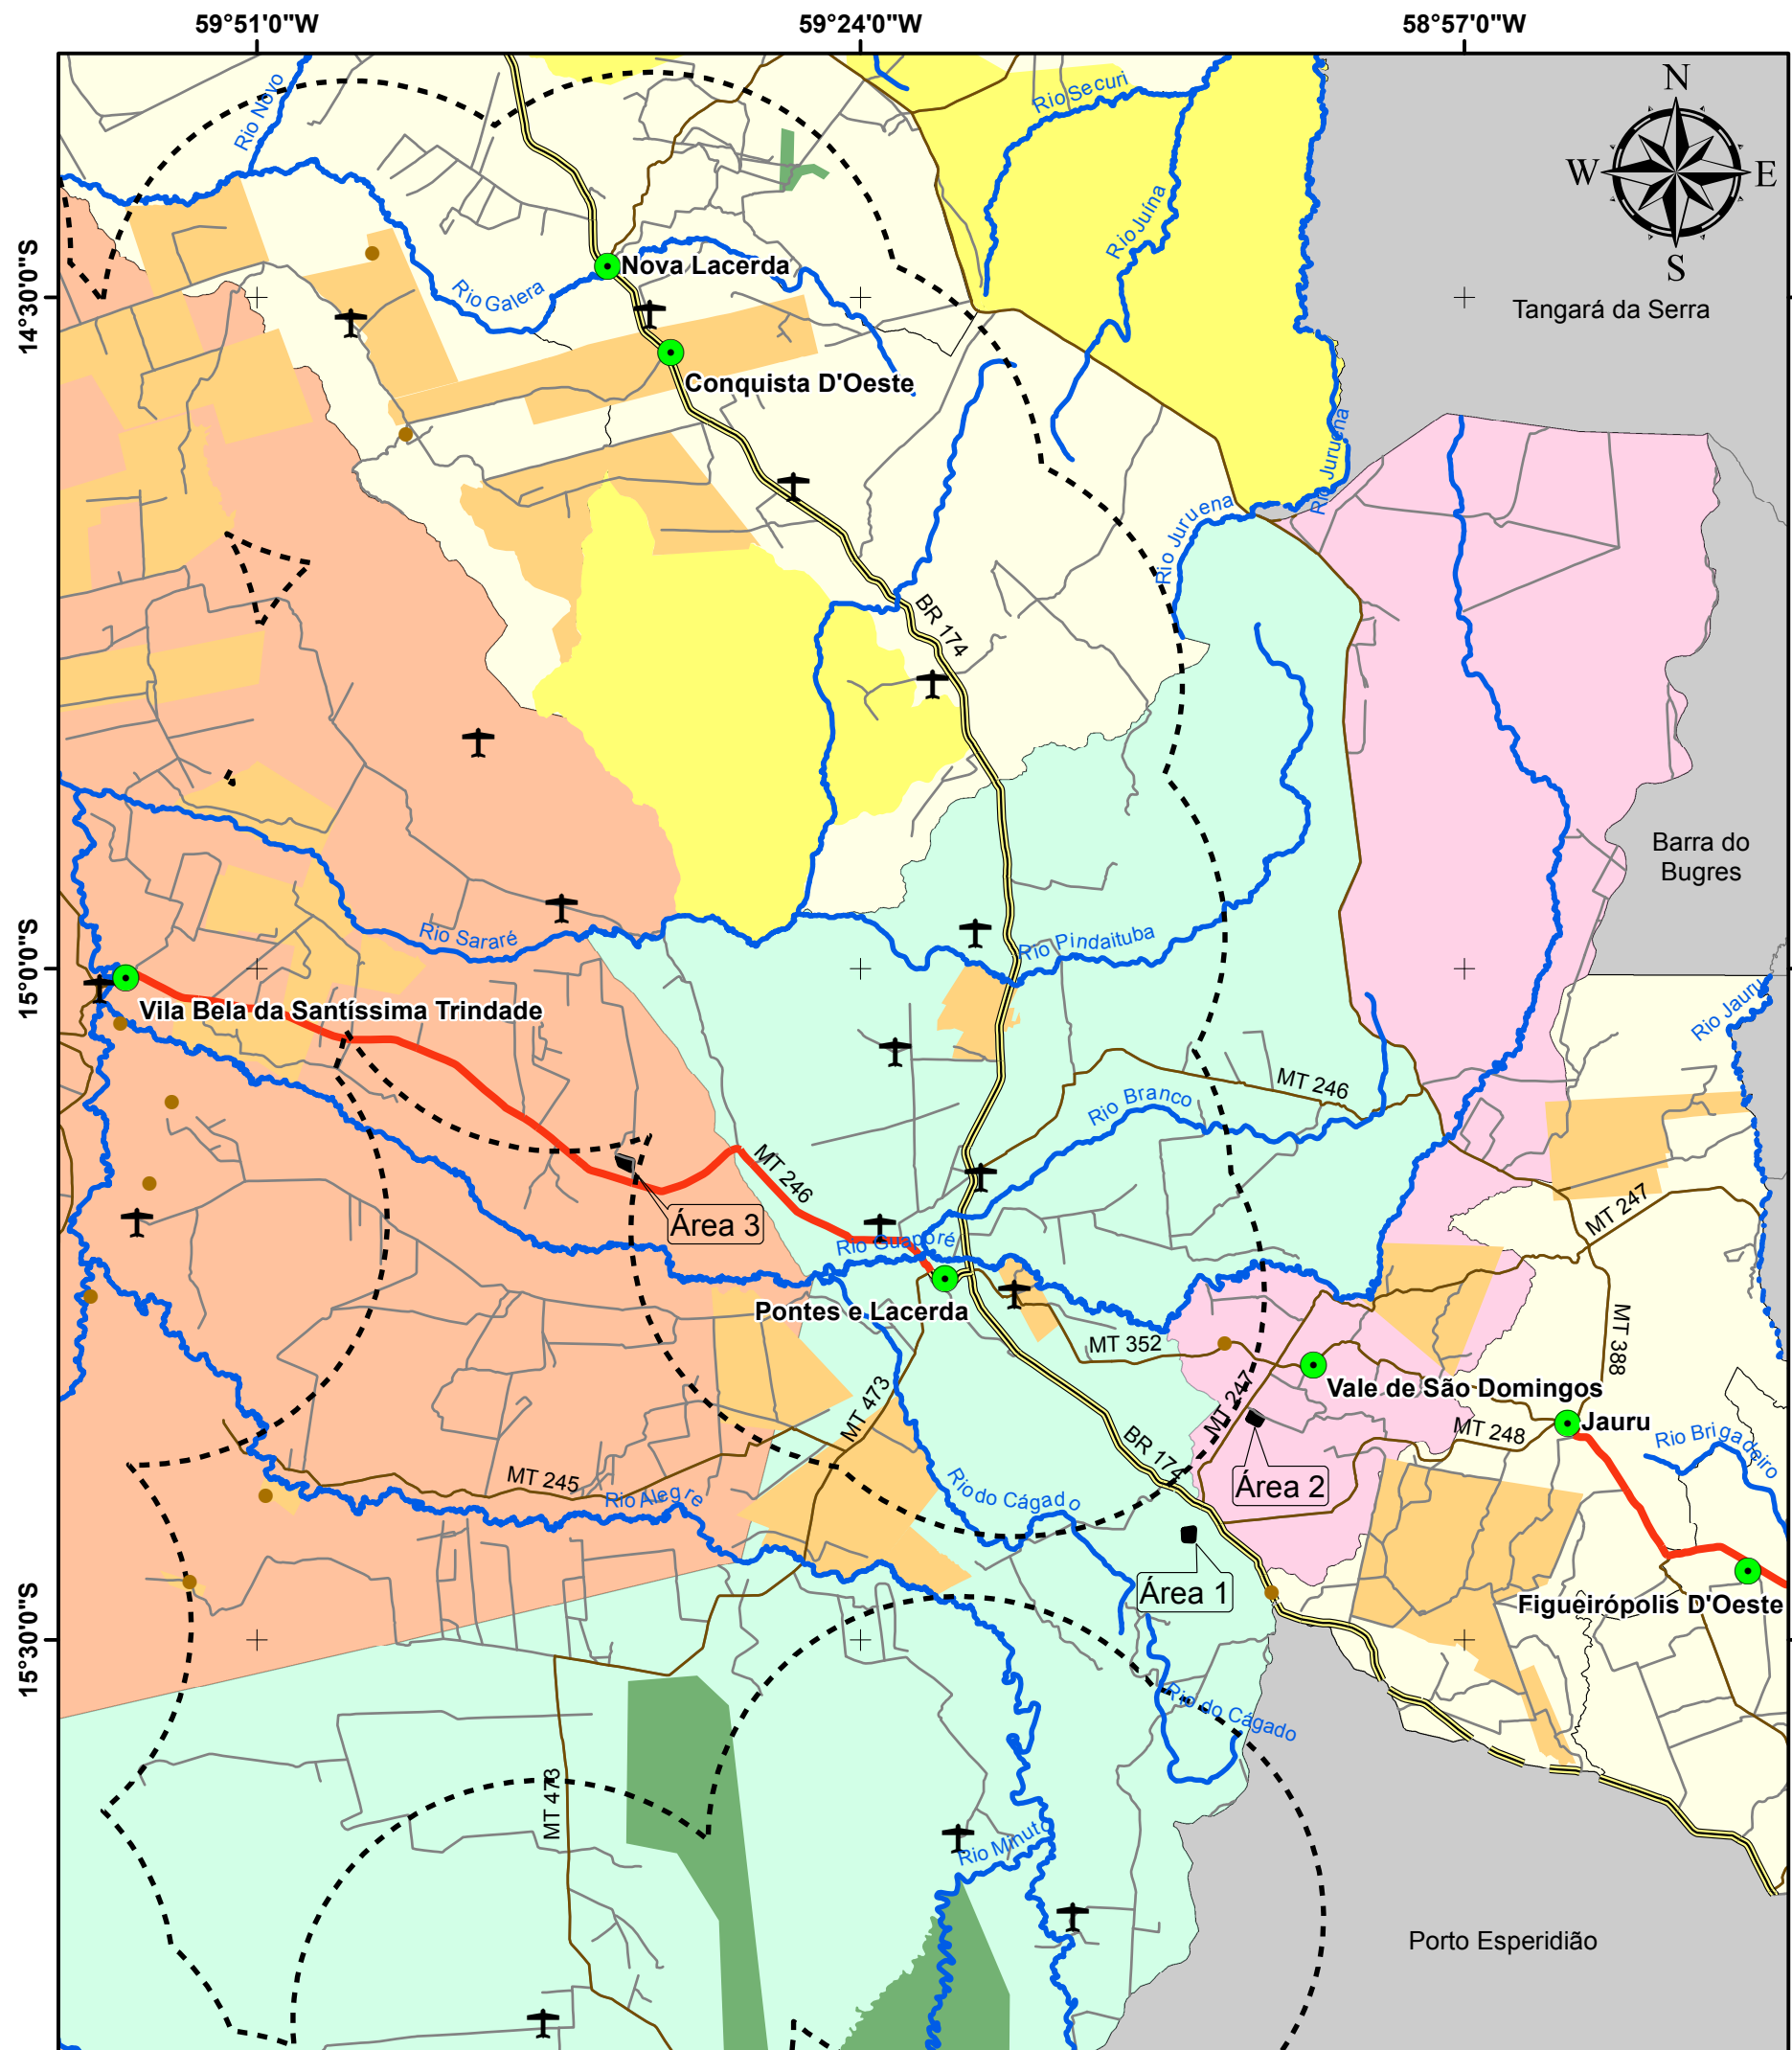 59°51'0"W
59°24'0"W
58°57'0"W
N
W
E
S
14°30'0"S
15°0'0"S
15°30'0"S
Rio Novo
Rio Securi
Rio Juína
Nova Lacerda
Rio Galera
Tangará da Serra
Conquista D'Oeste
Rio Juruena
Rio Juruena
BR 174
Barra do
Bugres
Rio Sararé
Rio Pindaituba
Vila Bela da Santíssima Trindade
Rio Jauru
MT 246
Rio Branco
MT 246
Área 3
MT 247
Rio Guaporé
Pontes e Lacerda
MT 352
MT 388
Vale de São Domingos
MT 247
MT 473
Jauru
MT 248
Rio Brigadeiro
BR 174
MT 245
Rio Alegre
Rio do Cágado
Área 2
Área 1
Figueirópolis D'Oeste
Rio do Cágado
MT 473
Rio Minuto
Porto Esperidião